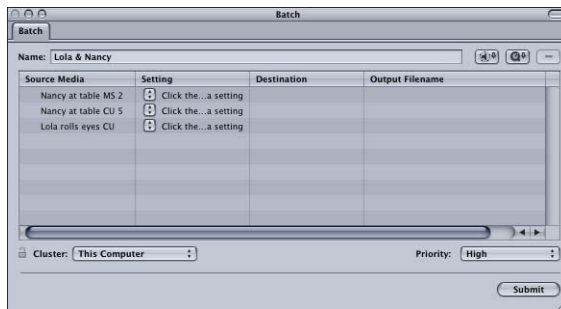 Batch
Batch
Name: Lola & Nancy
Source Media Setting Destination Output Filename
Nancy at table MS 2 Click the...a setting
Nancy at table CU 5 Click the...a setting
Lola rolls eyes CU Click the...a setting
Cluster: This Computer Priority: High
Submit